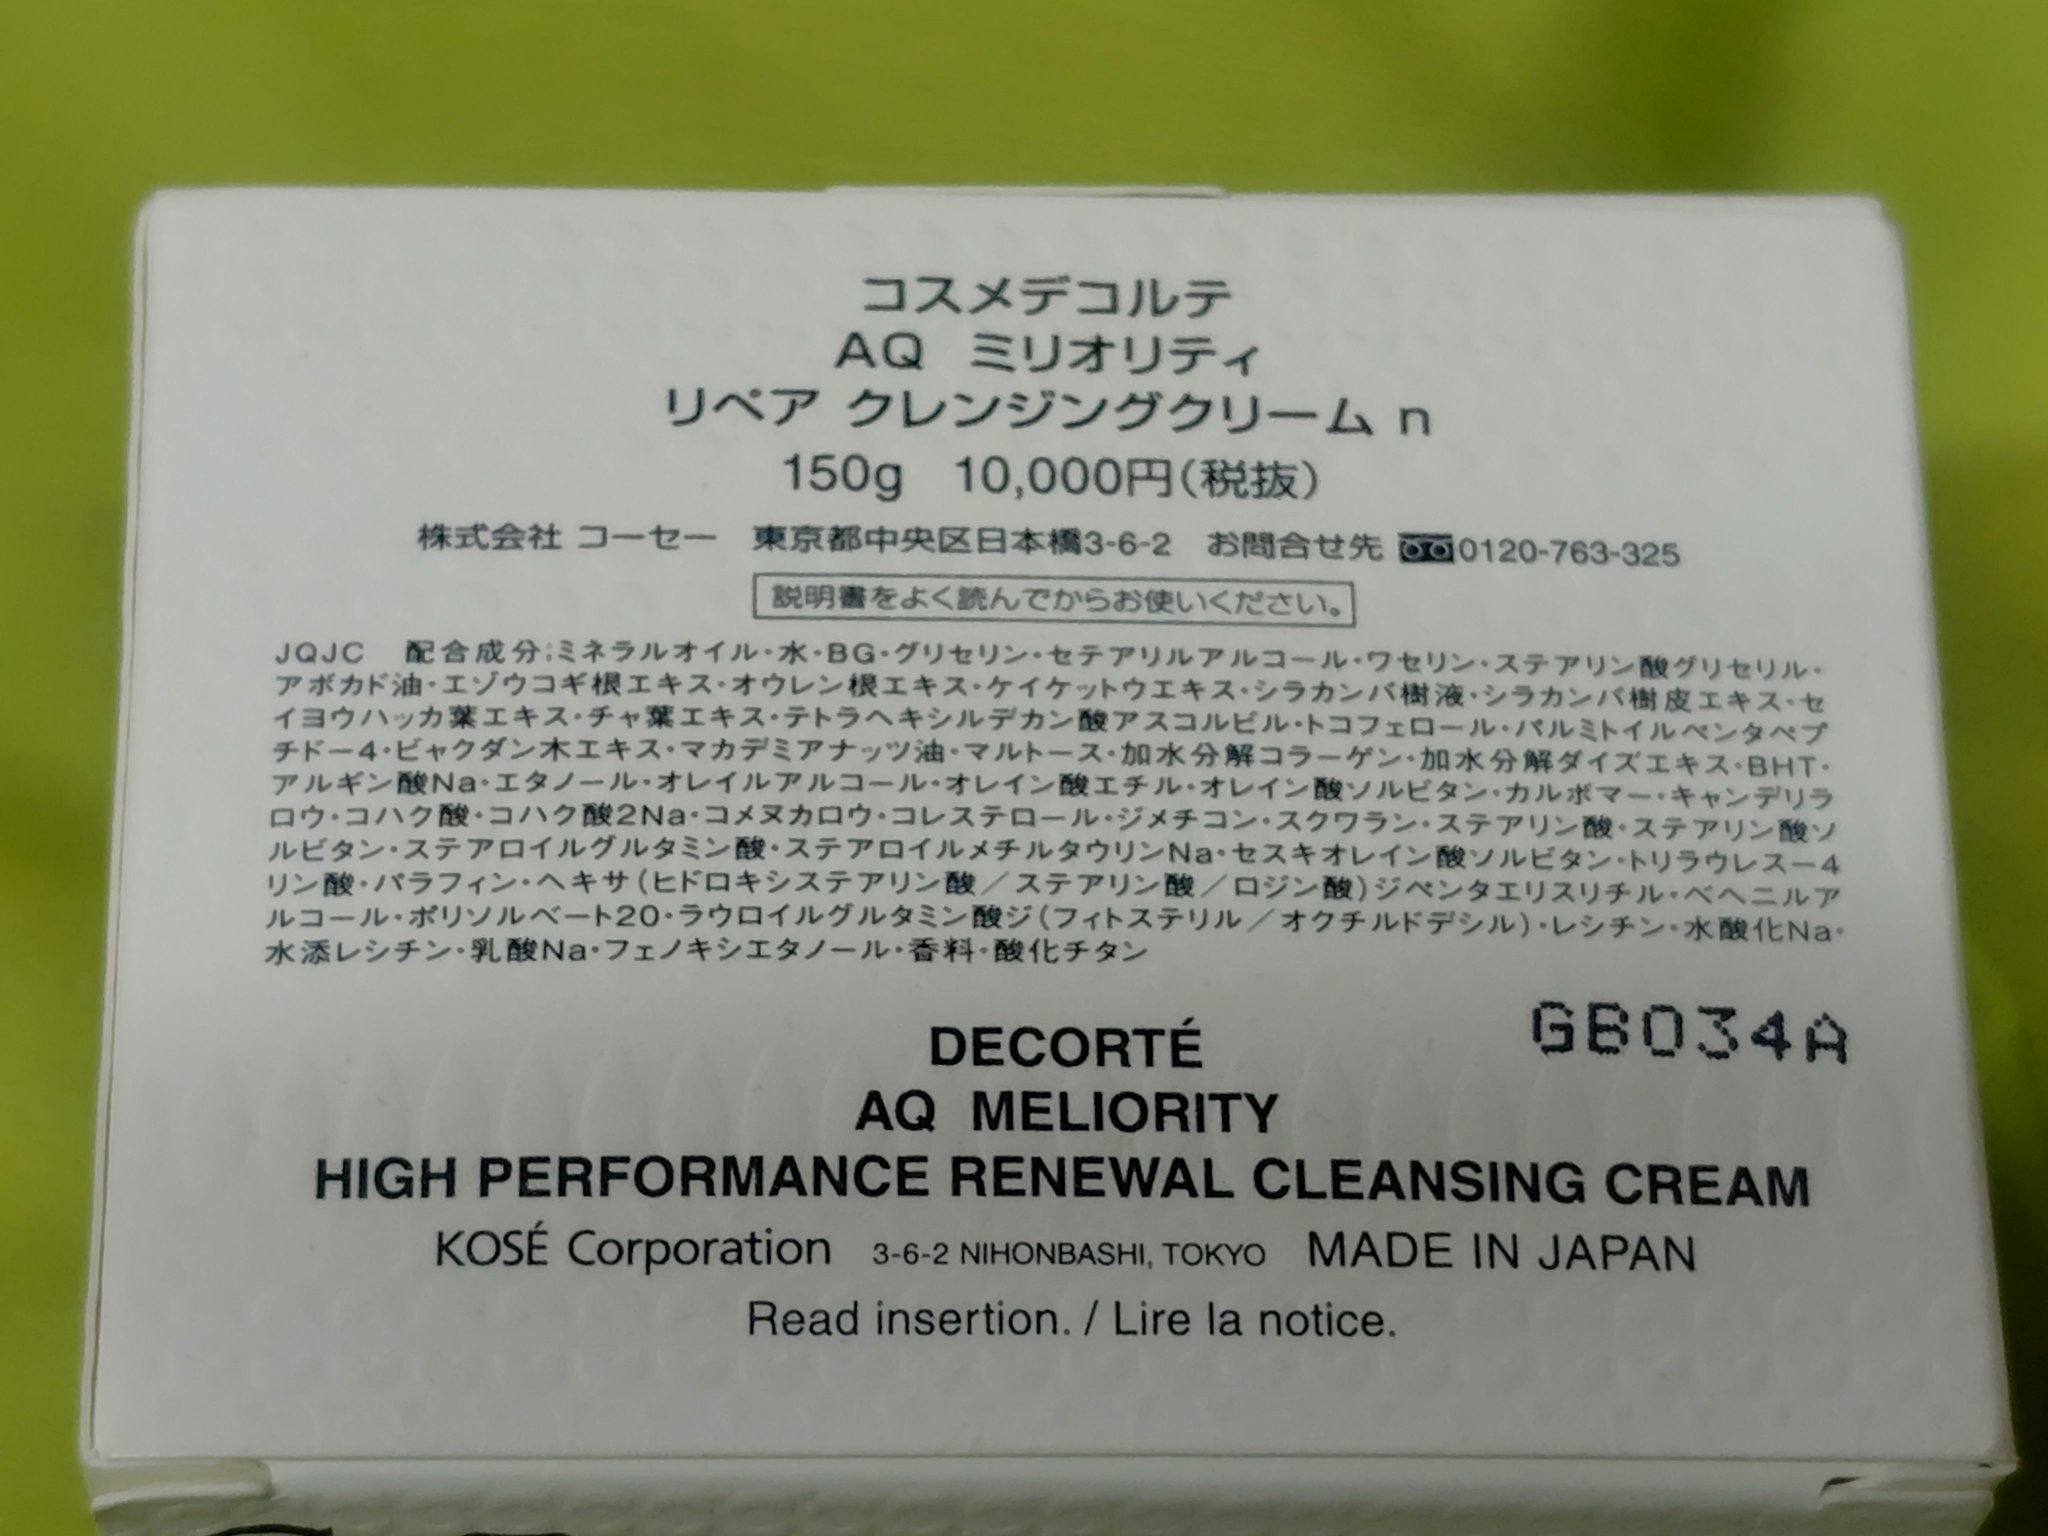 コスメデコルテ
AQ ミリオリティ
リペア クレンジングクリーム n
150g 10,000円(税抜)
株式会社 コーセー 東京都中央区日本橋3-6-2 お問合せ先 0120-763-325
説明書をよく読んでからお使いください。
JQJC 配合成分;ミネラルオイル・水・BG・グリセリン・セテアリルアルコール・ワセリン・ステアリン酸グリセリル・
アボカド油・エゾウコギ根エキス・オウレン根エキス・ケイケットウエキス・シラカンバ樹液・シラカンバ樹皮エキス・セ
イヨウハッカ葉エキス・チャ葉エキス・テトラヘキシルデカン酸アスコルビル・トコフェロール・パルミトイルペンタペプ
チドー4・ビャクダン木エキス・マカデミアナッツ油・マルトース・加水分解コラーゲン・加水分解ダイズエキス・BHT・
アルギン酸Na・エタノール・オレイルアルコール・オレイン酸エチル・オレイン酸ソルビタン・カルボマー・キャンデリラ
ロウ・コハク酸・コハク酸2Na・コメヌカロウ・コレステロール・ジメチコン・スクワラン・ステアリン酸・ステアリン酸ソ
ルビタン・ステアロイルグルタミン酸・ステアロイルメチルタウリンNa・セスキオレイン酸ソルビタン・トリラウレスー4
リン酸・パラフィン・ヘキサ(ヒドロキシステアリン酸/ステアリン酸/ロジン酸)ジペンタエリスリチル・ベヘニルア
ルコール・ポリソルベート20・ラウロイルグルタミン酸ジ(フィトステリル/オクチルドデシル)・レシチン・水酸化Na・
水添レシチン・乳酸Na・フェノキシエタノール・香料・酸化チタン
GB034A
DECORTÉ
AQ MELIORITY
HIGH PERFORMANCE RENEWAL CLEANSING CREAM
KOSÉ Corporation 3-6-2 NIHONBASHI, TOKYO MADE IN JAPAN
Read insertion. / Lire la notice.